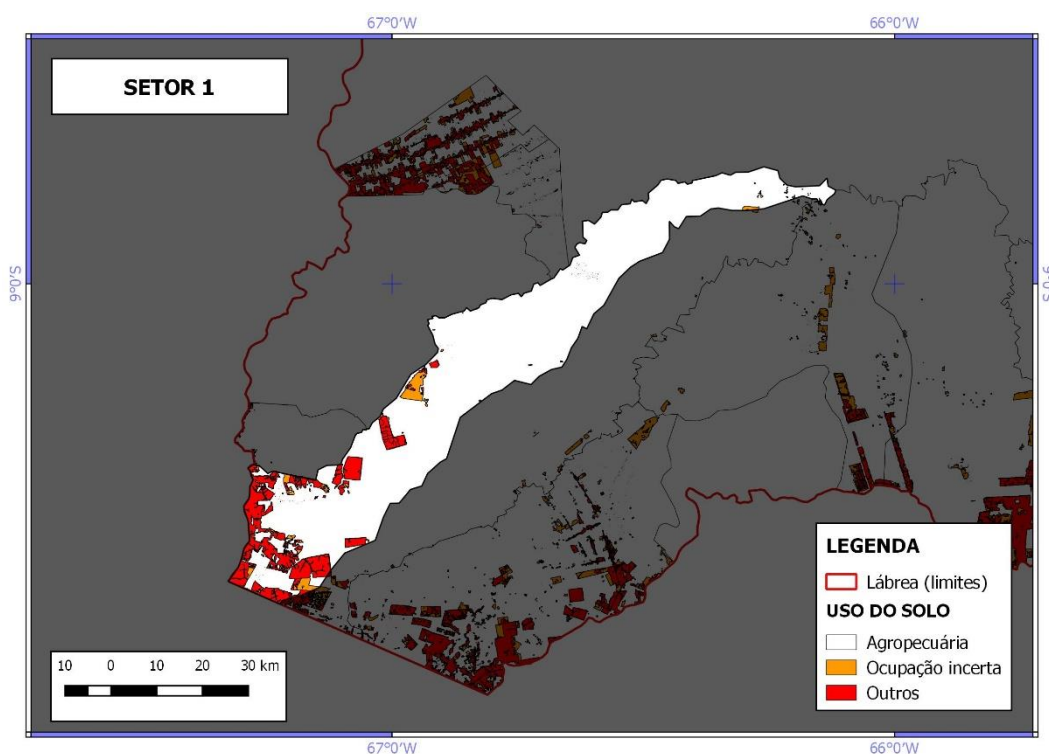 67°0'W 66°0'W
SETOR 1
9°0'S 9°0'S
LEGENDA
Lábrea (limites)
USO DO SOLO
Agropecuária
Ocupação incerta
Outros
10 0 10 20 30 km
67°0'W 66°0'W